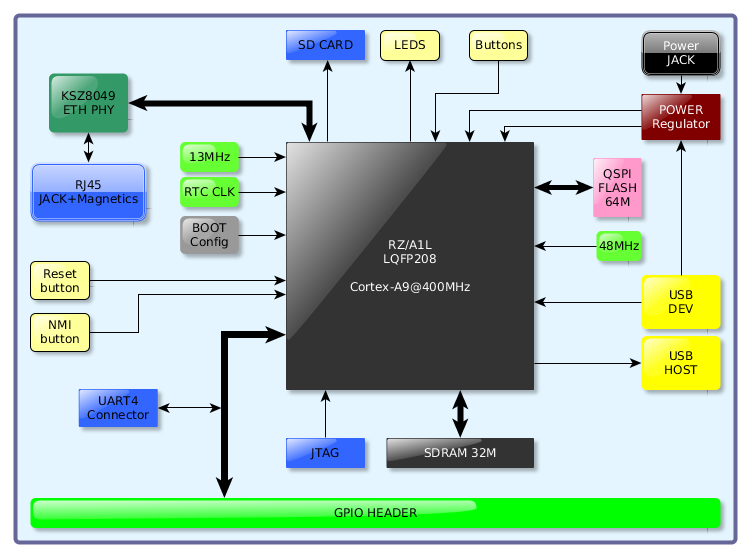 SD CARD
LEDS
Buttons
Power
JACK
KSZ8049
ETH PHY
POWER
Regulator
13MHz
RTC CLK
BOOT
Config
RJ45
JACK+Magnetics
QSPI
FLASH
64M
48MHz
RZ/A1L
LQFP208
Cortex-A9@400MHz
Reset
button
NMI
button
USB
DEV
USB
HOST
UART4
Connector
JTAG
SDRAM 32M
GPIO HEADER